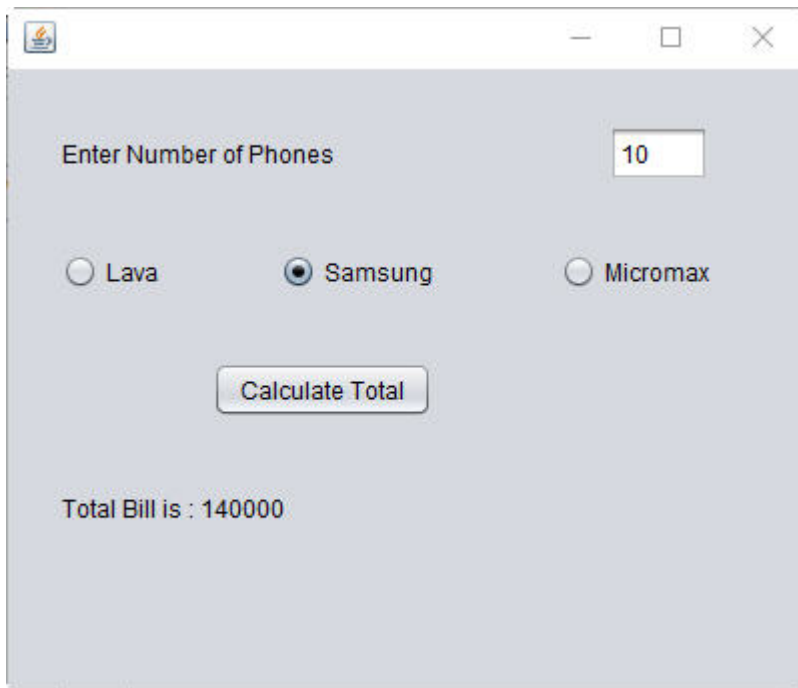 Enter Number of Phones 10
Lava Samsung Micromax
Calculate Total
Total Bill is : 140000